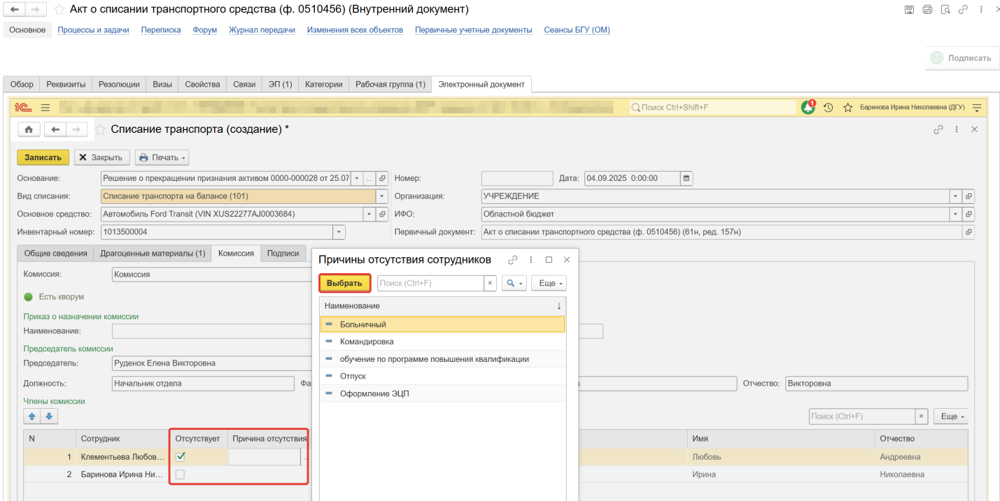 Акт о списании транспортного средства (ф. 0510456) (Внутренний документ)
Основное Процессы и задачи Переписка Форум Журнал передачи Изменения всех объектов Первичные учетные документы Сеансы БГУ (ОМ)
Подписать
Обзор Реквизиты Резолюции Визы Свойства Связи ЭП (1) Категории Рабочая группа (1) Электронный документ
1С Поиск Ctrl+Shift+F 1 Баринова Ирина Николаевна (ДГУ)
Списание транспорта (создание) *
Записать Закрыть Печать
Основание: Решение о прекращении признания активом 0000-000028 от 25.07 ... Номер: Дата: 04.09.2025 0:00:00
Вид списания: Списание транспорта на балансе (101) Организация: УЧРЕЖДЕНИЕ
Основное средство: Автомобиль Ford Transit (VIN XUS22277AJ0003684) ИФО: Областной бюджет
Инвентарный номер: 1013500004 Первичный документ: Акт о списании транспортного средства (ф. 0510456) (61н, ред. 157н)
Общие сведения Драгоценные материалы (1) Комиссия Подписи
Комиссия: Комиссия
Есть кворум
Приказ о назначении комиссии
Наименование:
Председатель комиссии
Председатель: Руденок Елена Викторовна
Должность: Начальник отдела Фа Отчество: Викторовна
Члены комиссии
Поиск (Ctrl+F) × Еще
N Сотрудник Отсутствует Причина отсутствия Имя Отчество
1 Клементьева Любов... Любовь Андреевна
2 Баринова Ирина Ни... Ирина Николаевна
Причины отсутствия сотрудников
Выбрать Поиск (Ctrl+F) × Еще
Наименование ↓
Больничный
Командировка
обучение по программе повышения квалификации
Отпуск
Оформление ЭЦП